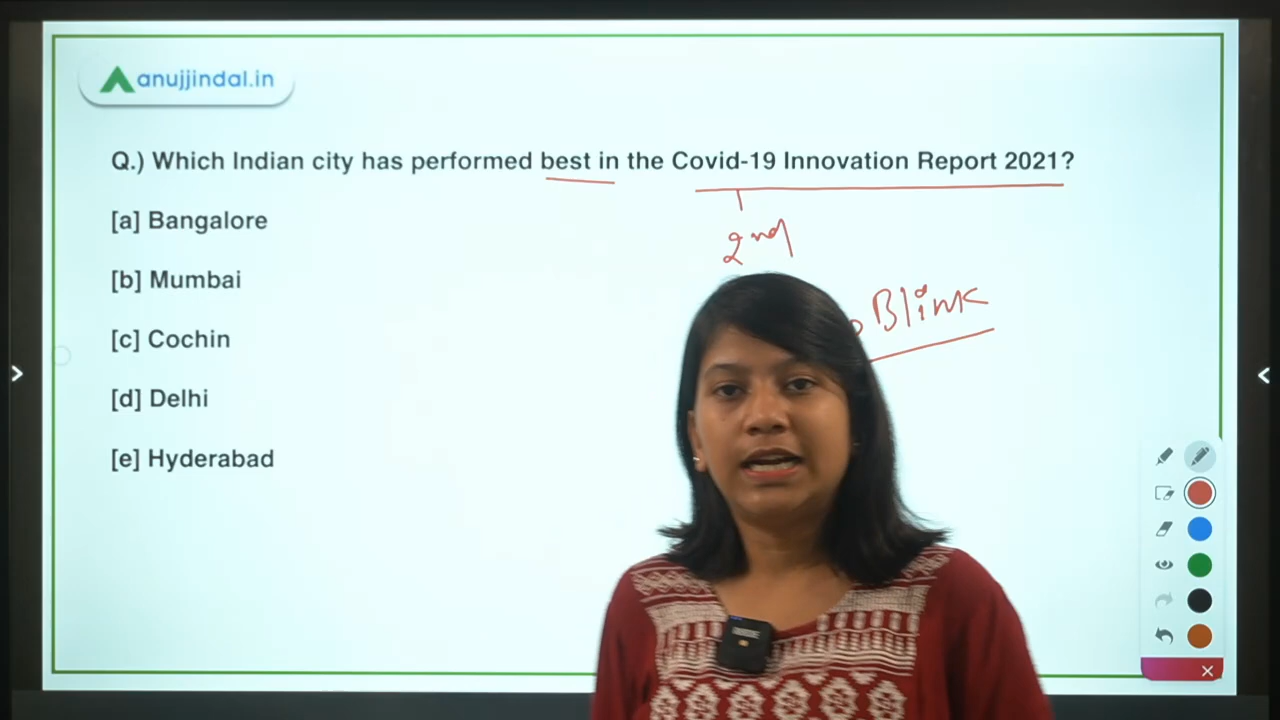 anujjindal.in
Q.) Which Indian city has performed best in the Covid-19 Innovation Report 2021?
[a] Bangalore
2nd
[b] Mumbai
Blink
[c] Cochin
[d] Delhi
[e] Hyderabad